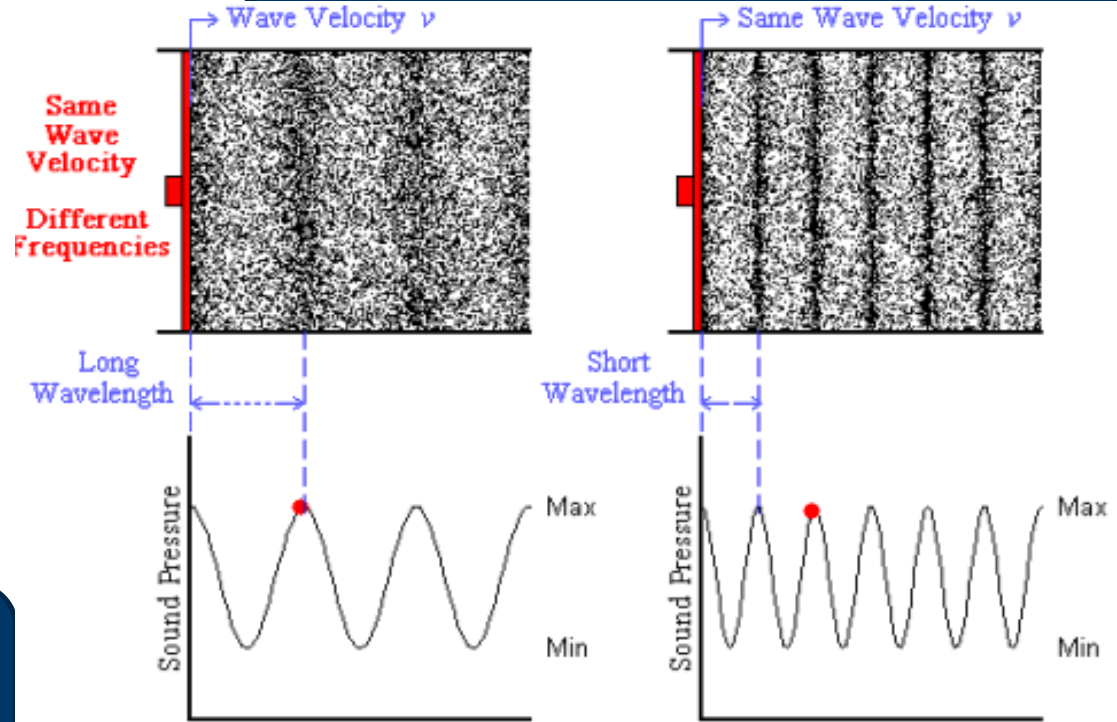 Wave Velocity ν
Same Wave Velocity ν
Same
Wave
Velocity
Different
Frequencies
Long
Wavelength
Short
Wavelength
Sound Pressure
Max
Min
Sound Pressure
Max
Min